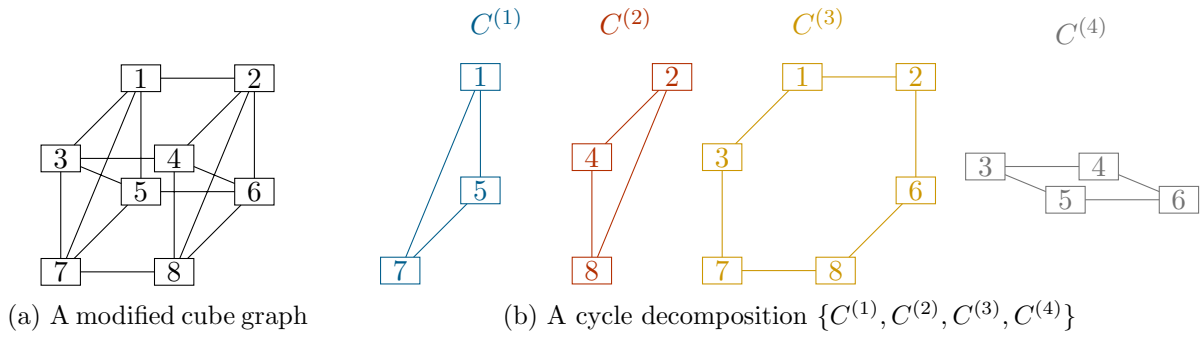 C^{(1)} C^{(2)} C^{(3)} C^{(4)}
1 2 1 2 1 2
3 4 4 3 3 4
5 6 5 6 5 6
7 8 7 8 7 8
(a) A modified cube graph (b) A cycle decomposition {C^{(1)}, C^{(2)}, C^{(3)}, C^{(4)}}